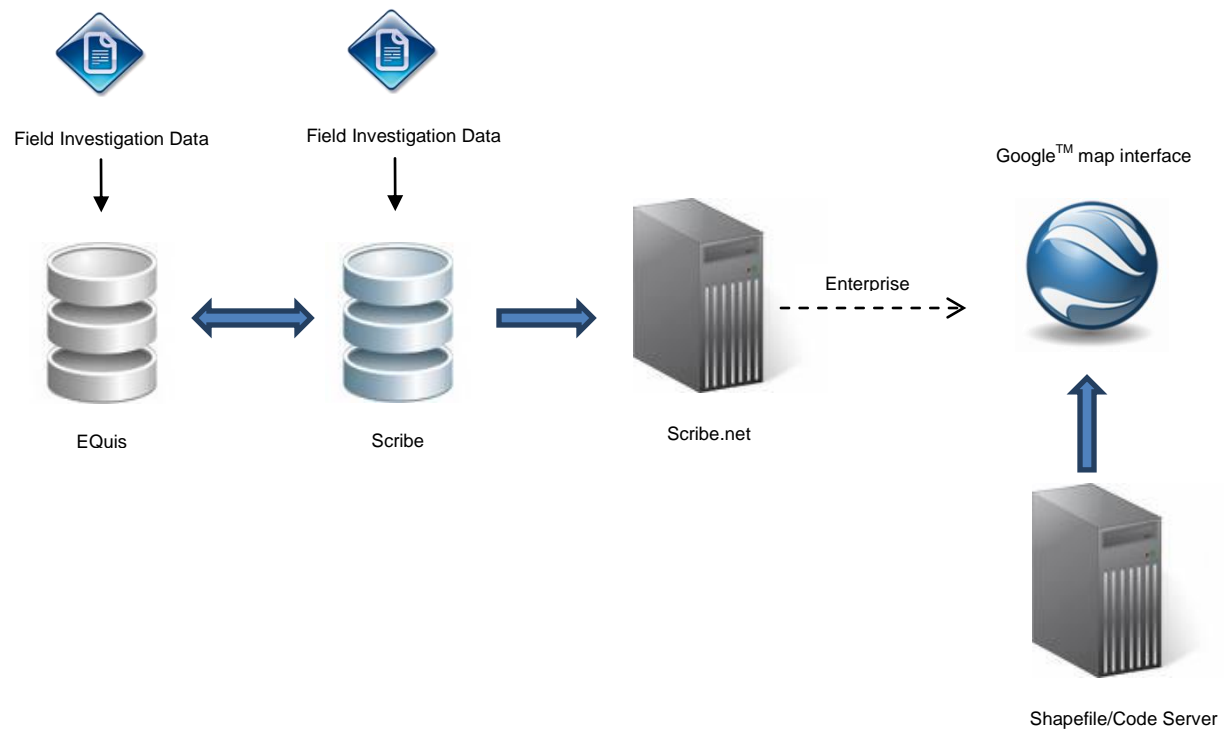 Field Investigation Data
Field Investigation Data
Google™ map interface
Enterprise
EQuis
Scribe
Scribe.net
Shapefile/Code Server